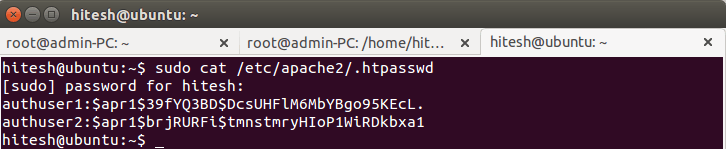 hitesh@ubuntu: ~
root@admin-PC: ~
root@admin-PC: /home/hit...
hitesh@ubuntu: ~
hitesh@ubuntu:~$ sudo cat /etc/apache2/.htpasswd
[sudo] password for hitesh:
authuser1:$apr1$39fYQ3BD$DcsUHFlM6MbYBgo95KEcL.
authuser2:$apr1$brjRURFi$tmnstmryHIoP1WiRDkbxa1
hitesh@ubuntu:~$ _